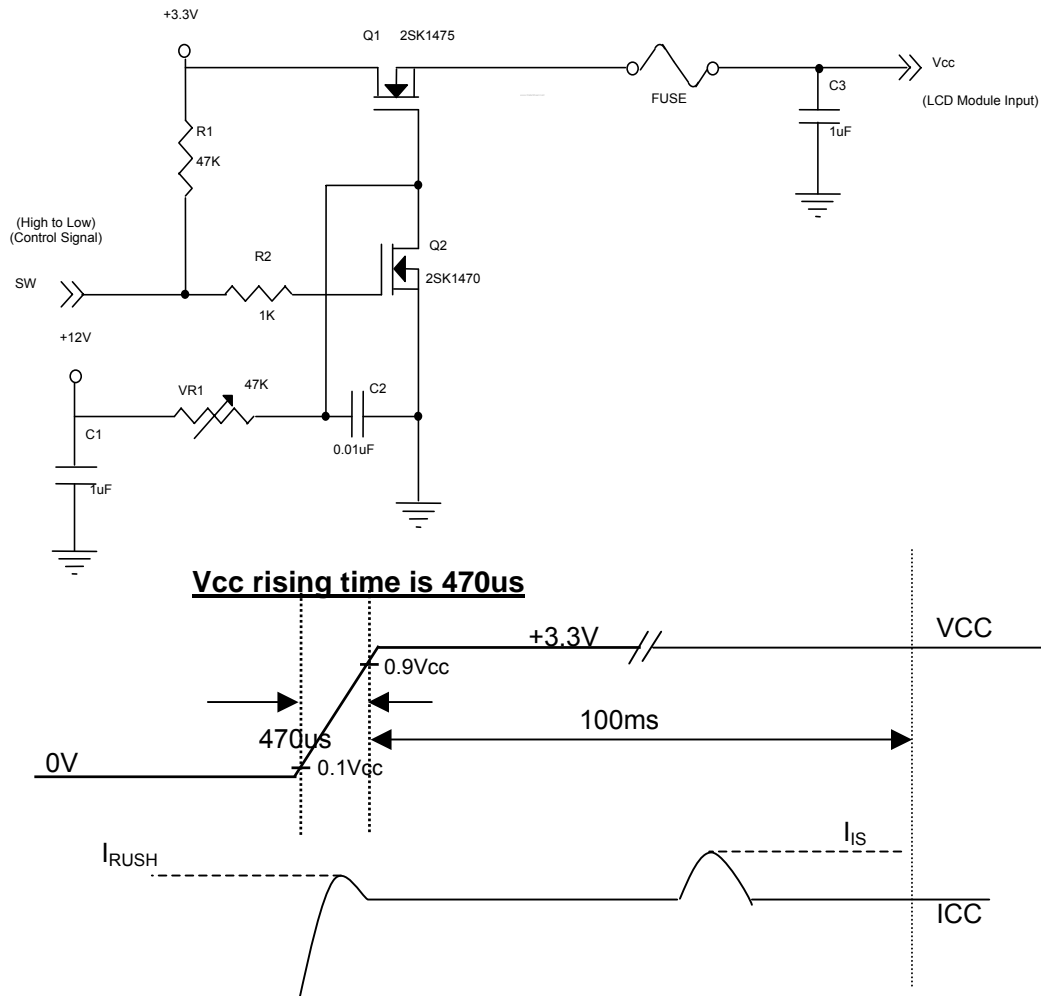 +3.3V
Q1 2SK1475
Vcc
C3
FUSE
(LCD Module Input)
R1
1uF
47K
(High to Low)
(Control Signal)
Q2
R2
SW
2SK1470
1K
+12V
VR1
47K
C2
C1
0.01uF
1uF
Vcc rising time is 470us
+3.3V
VCC
0.9Vcc
100ms
470us
0V
0.1Vcc
IRUSH
IIS
ICC